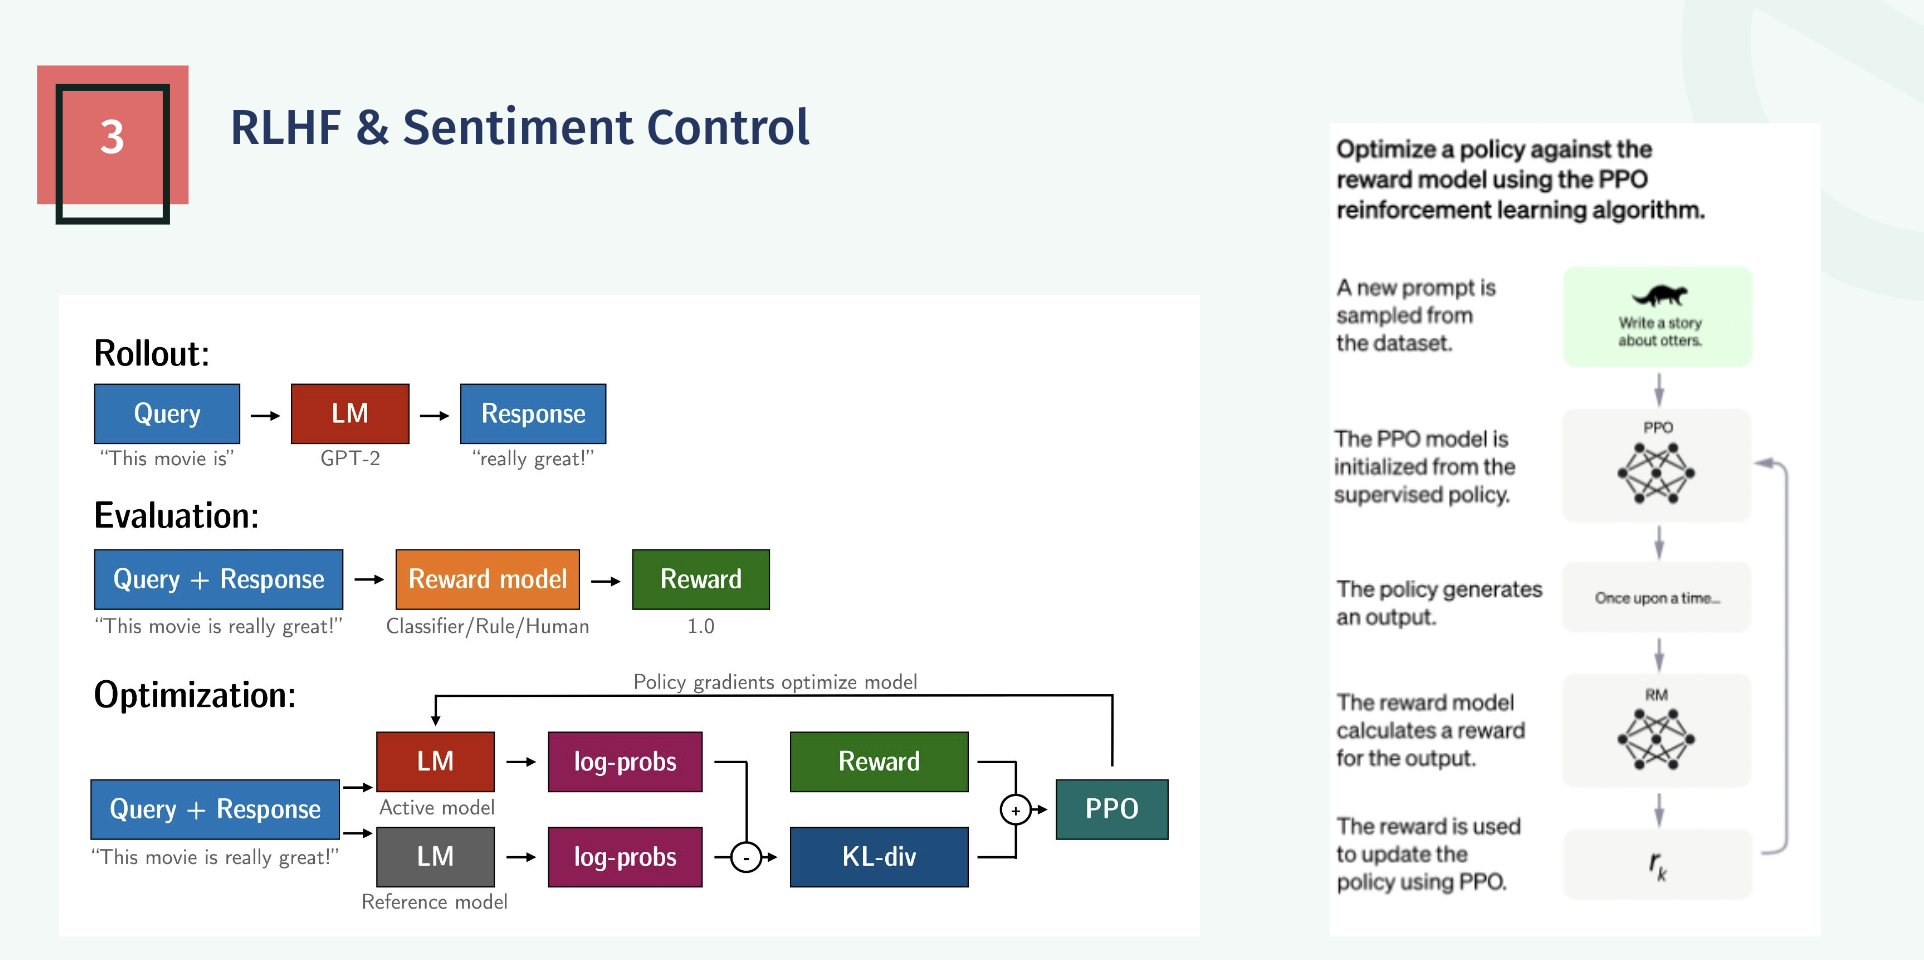 3
RLHF & Sentiment Control
Rollout:
Query
LM
Response
“This movie is”
GPT-2
“really great!”
Evaluation:
Query + Response
Reward model
Reward
“This movie is really great!”
Classifier/Rule/Human
1.0
Optimization:
Policy gradients optimize model
LM
log-probs
Reward
Active model
Query + Response
“This movie is really great!”
+
PPO
LM
log-probs
-
KL-div
Reference model
Optimize a policy against the
reward model using the PPO
reinforcement learning algorithm.
A new prompt is
sampled from
the dataset.
Write a story
about otters.
The PPO model is
initialized from the
supervised policy.
PPO
The policy generates
an output.
Once upon a time...
The reward model
calculates a reward
for the output.
RM
The reward is used
to update the
policy using PPO.
rₖ